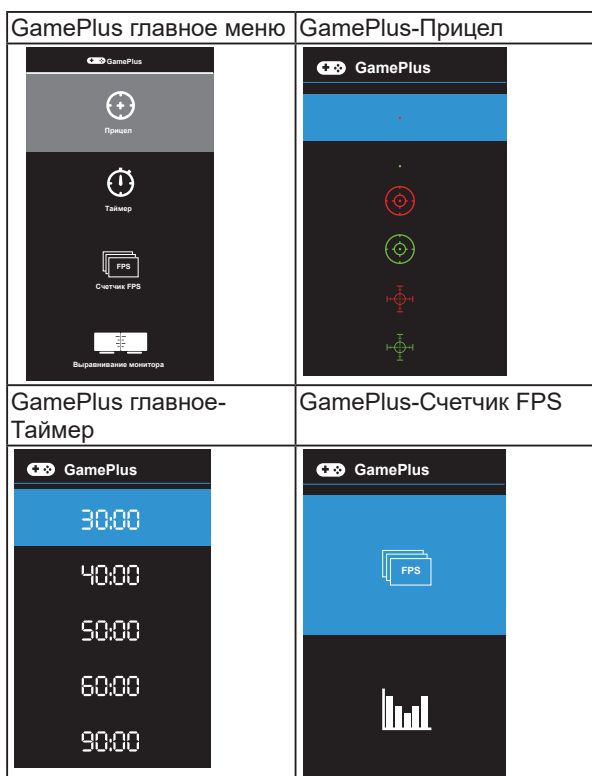 GamePlus главное меню
GamePlus-Прицел
GamePlus
Прицел
Таймер
FPS
Счетчик FPS
Выравнивание монитора
GamePlus
GamePlus главное-
Таймер
GamePlus-Счетчик FPS
GamePlus
30:00
40:00
50:00
60:00
90:00
GamePlus
FPS